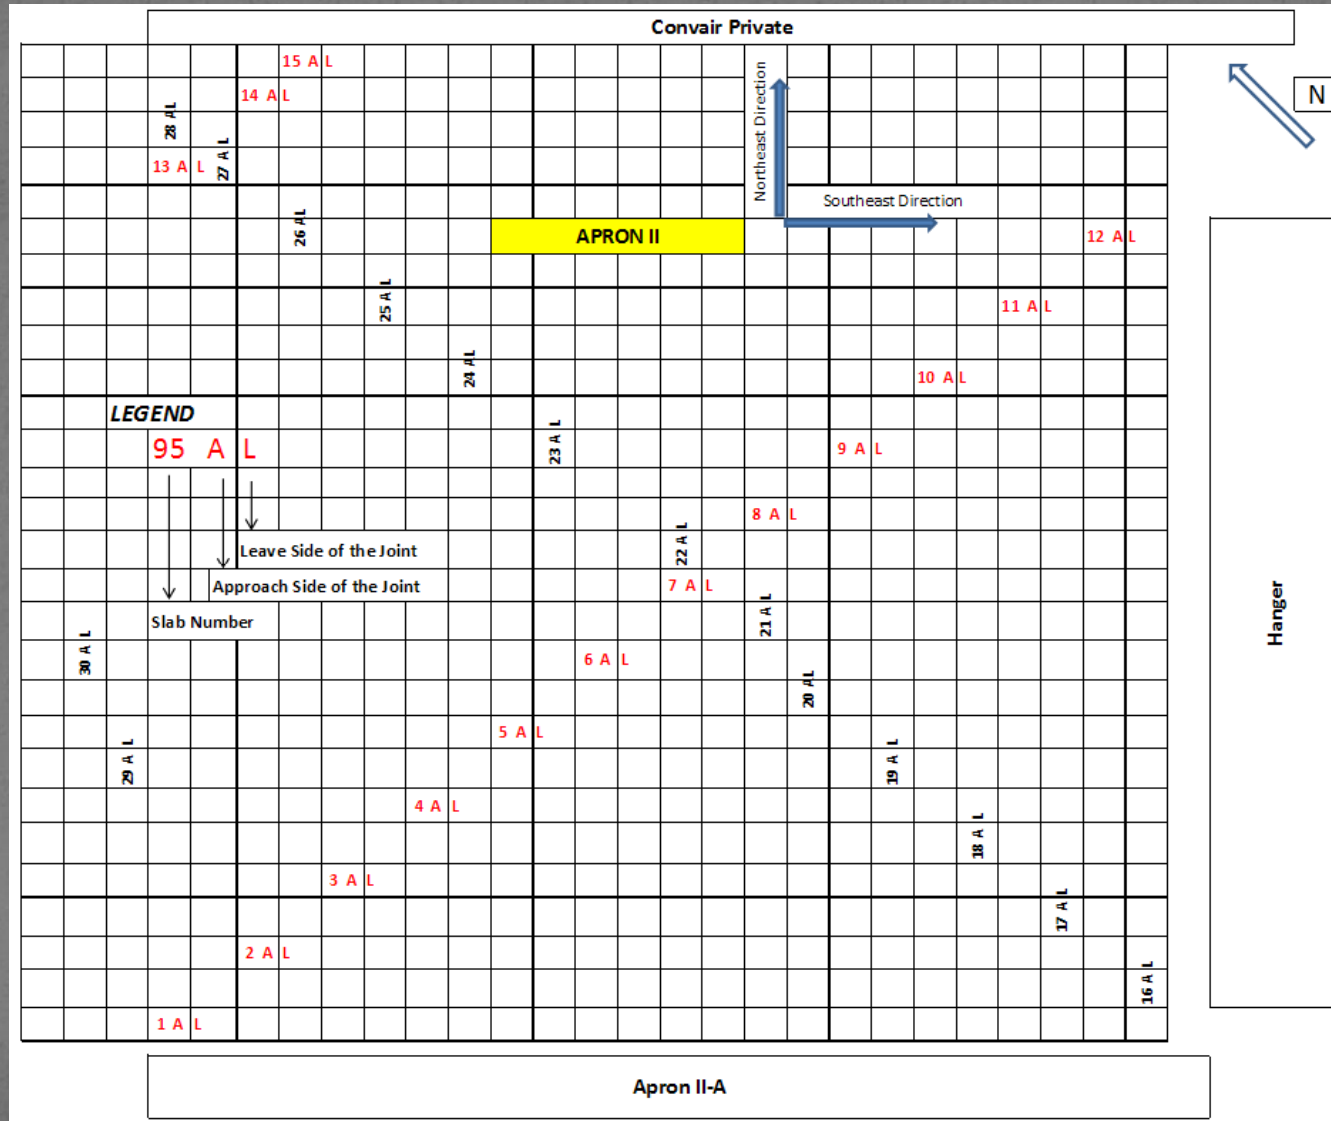 Convair Private
15 A L
14 A L
28 A L
27 A L
13 A L
Northeast Direction
N
Southeast Direction
26 A L
APRON II
12 A L
25 A L
11 A L
24 A L
10 A L
LEGEND
95 A L
23 A L
9 A L
8 A L
22 A L
Leave Side of the Joint
7 A L
Approach Side of the Joint
21 A L
Slab Number
Hanger
30 A L
6 A L
20 A L
5 A L
29 A L
19 A L
4 A L
18 A L
3 A L
17 A L
2 A L
16 A L
1 A L
Apron II-A